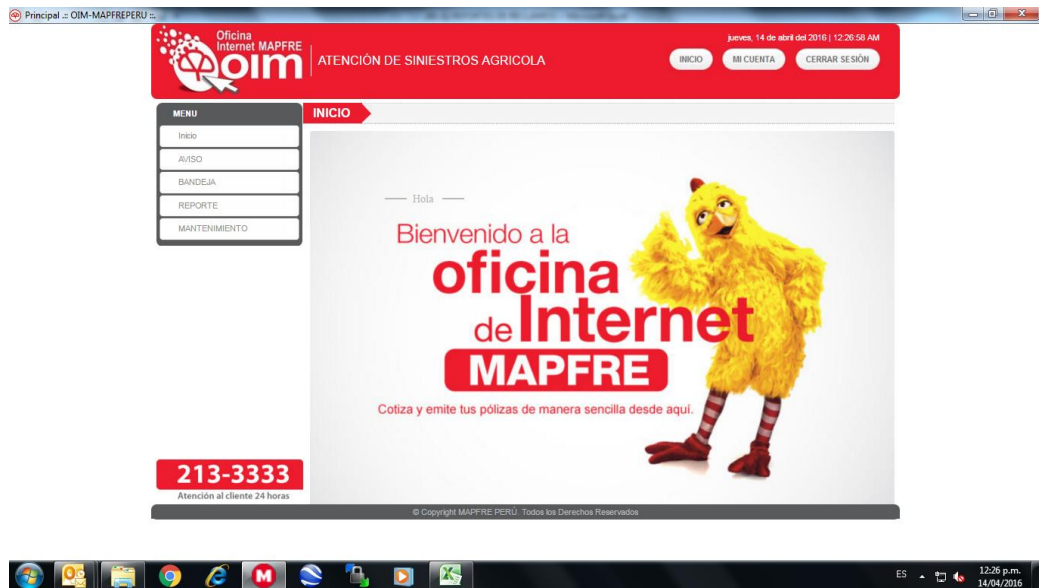 Principal .:: OIM-MAPFREPERU ::.
Oficina
Internet MAPFRE
oim
ATENCIÓN DE SINIESTROS AGRICOLA
jueves, 14 de abril del 2016 | 12:26:58 AM
INICIO MI CUENTA CERRAR SESIÓN
MENU
Inicio
AVISO
BANDEJA
REPORTE
MANTENIMIENTO
INICIO
Hola
Bienvenido a la
oficina
de Internet
MAPFRE
Cotiza y emite tus pólizas de manera sencilla desde aquí.
213-3333
Atención al cliente 24 horas
© Copyright MAPFRE PERÚ. Todos los Derechos Reservados
ES
12:26 p.m.
14/04/2016